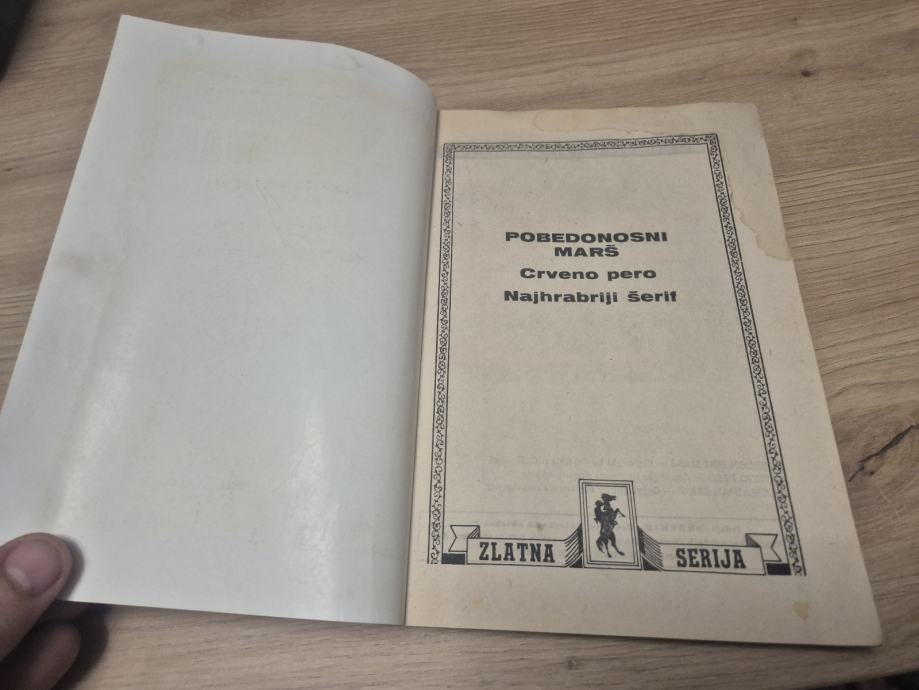 POBEDONOSNI
MARŠ
Crveno pero
Najhrabriji šerif
ZLATNA SERIJA